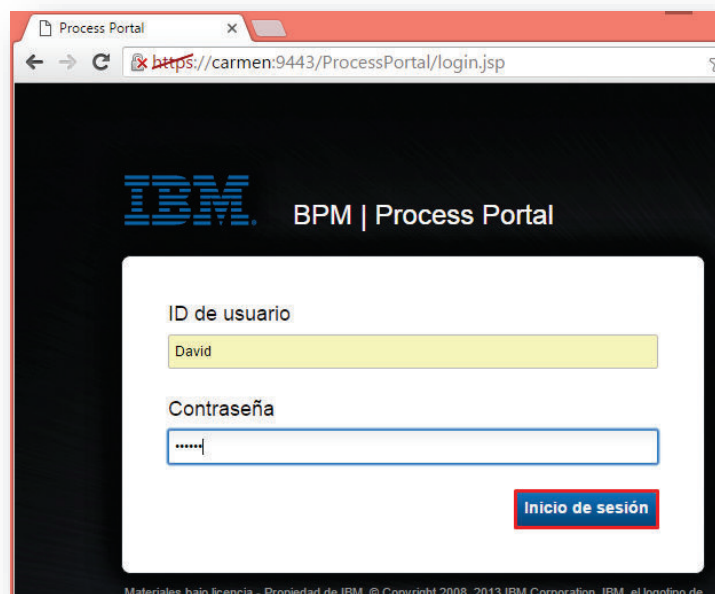 Process Portal
https://carmen:9443/ProcessPortal/login.jsp
IBM. BPM | Process Portal
ID de usuario
David
Contraseña
••••••
Inicio de sesión
Materiales bajo licencia - Propiedad de IBM. © Copyright 2008, 2013 IBM Corporation. IBM, el logotipo de